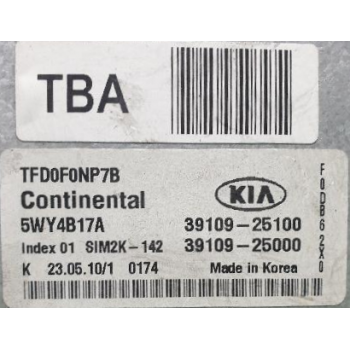 TBA
TFD0F0NP7B
Continental
KIA
5WY4B17A 39109-25100
Index 01 SIM2K-142 39109-25000
K 23.05.10/1 0174 Made in Korea
F0DB62X0